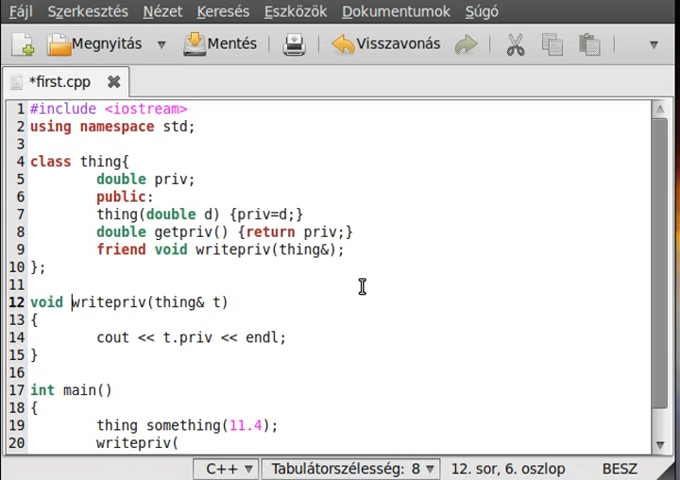 Fájl Szerkesztés Nézet Keresés Eszközök Dokumentumok Súgó
Megnyitás Mentés Visszavonás
*first.cpp
1 #include <iostream>
2 using namespace std;
3
4 class thing{
5 double priv;
6 public:
7 thing(double d) {priv=d;}
8 double getpriv() {return priv;}
9 friend void writepriv(thing&);
10 };
11
12 void writepriv(thing& t)
13 {
14 cout << t.priv << endl;
15 }
16
17 int main()
18 {
19 thing something(11.4);
20 writepriv(
C++ Tabulátorszélesség: 8 12. sor, 6. oszlop BESZ